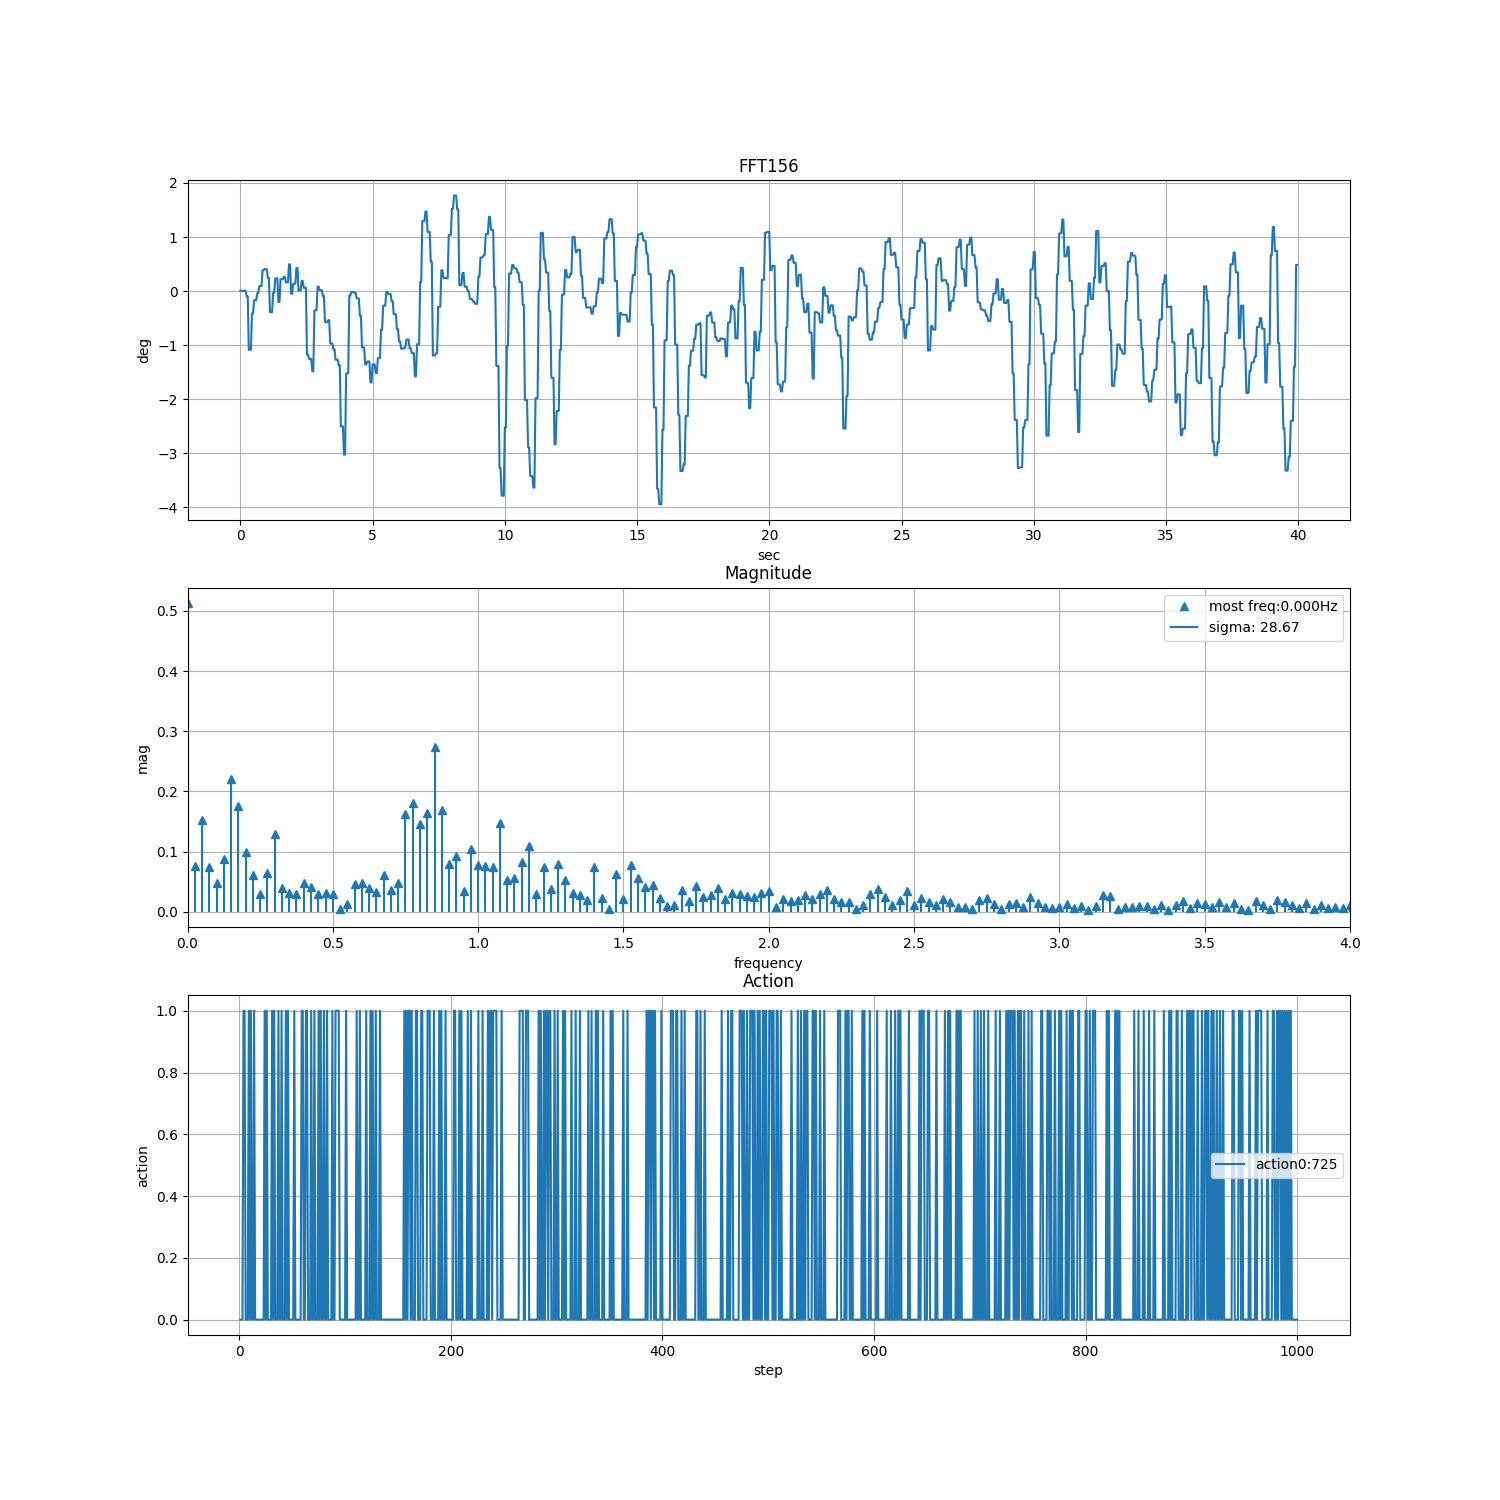 FFT156
2
1
0
−1
−2
−3
−4
deg
0 5 10 15 20 25 30 35 40
sec
Magnitude
0.5
0.4
0.3
0.2
0.1
0.0
mag
most freq:0.000Hz
sigma: 28.67
0.0 0.5 1.0 1.5 2.0 2.5 3.0 3.5 4.0
frequency
Action
1.0
0.8
0.6
0.4
0.2
0.0
action
action0:725
0 200 400 600 800 1000
step